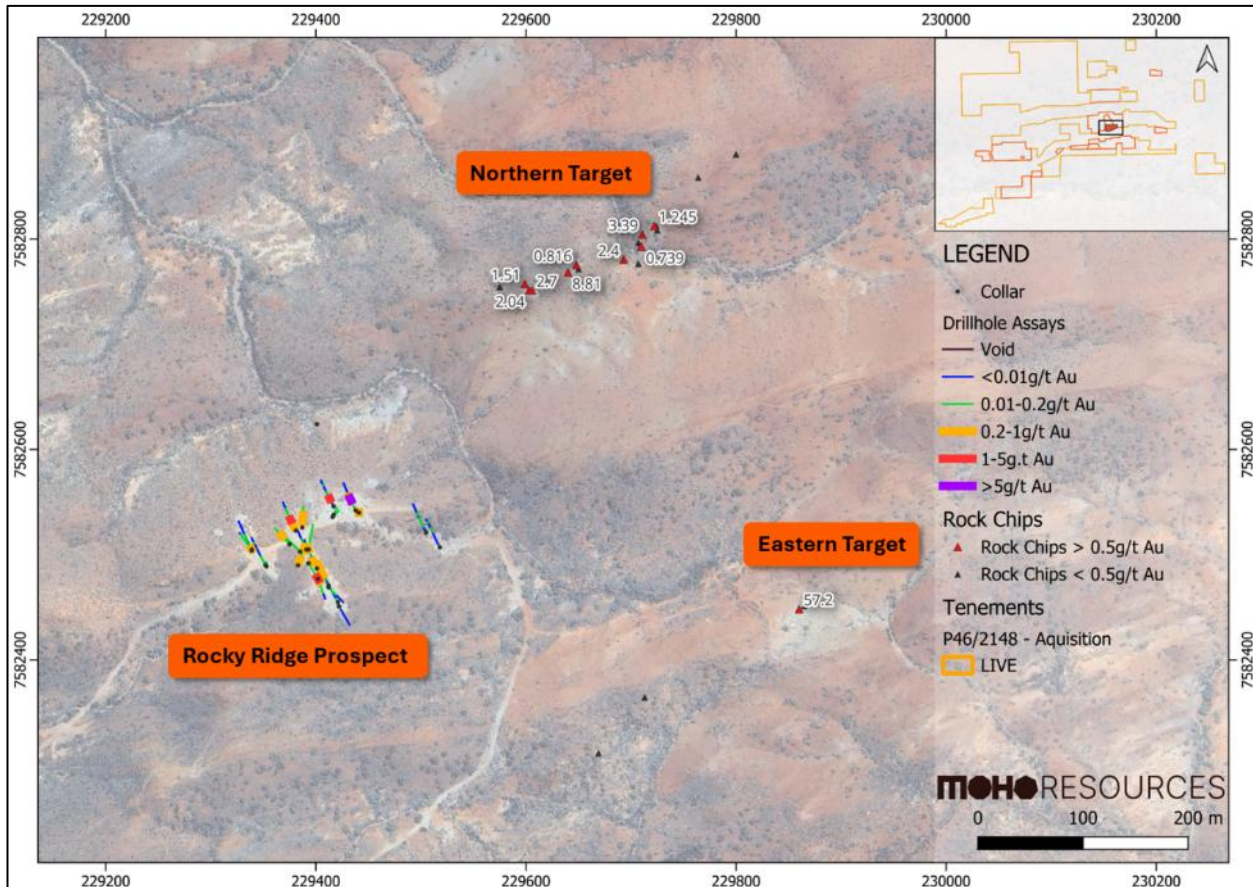 229200 229400 229600 229800 230000 230200
7582800
7582600
7582400
7582800
7582600
7582400
Northern Target
3.39
1.245
0.816
2.4
0.739
1.51
2.7
8.81
2.04
Eastern Target
57.2
Rocky Ridge Prospect
LEGEND
Collar
Drillhole Assays
Void
<0.01g/t Au
0.01-0.2g/t Au
0.2-1g/t Au
1-5g.t Au
>5g/t Au
Rock Chips
Rock Chips > 0.5g/t Au
Rock Chips < 0.5g/t Au
Tenements
P46/2148 - Aquisition
LIVE
MOHO RESOURCES
0 100 200 m
229200 229400 229600 229800 230000 230200